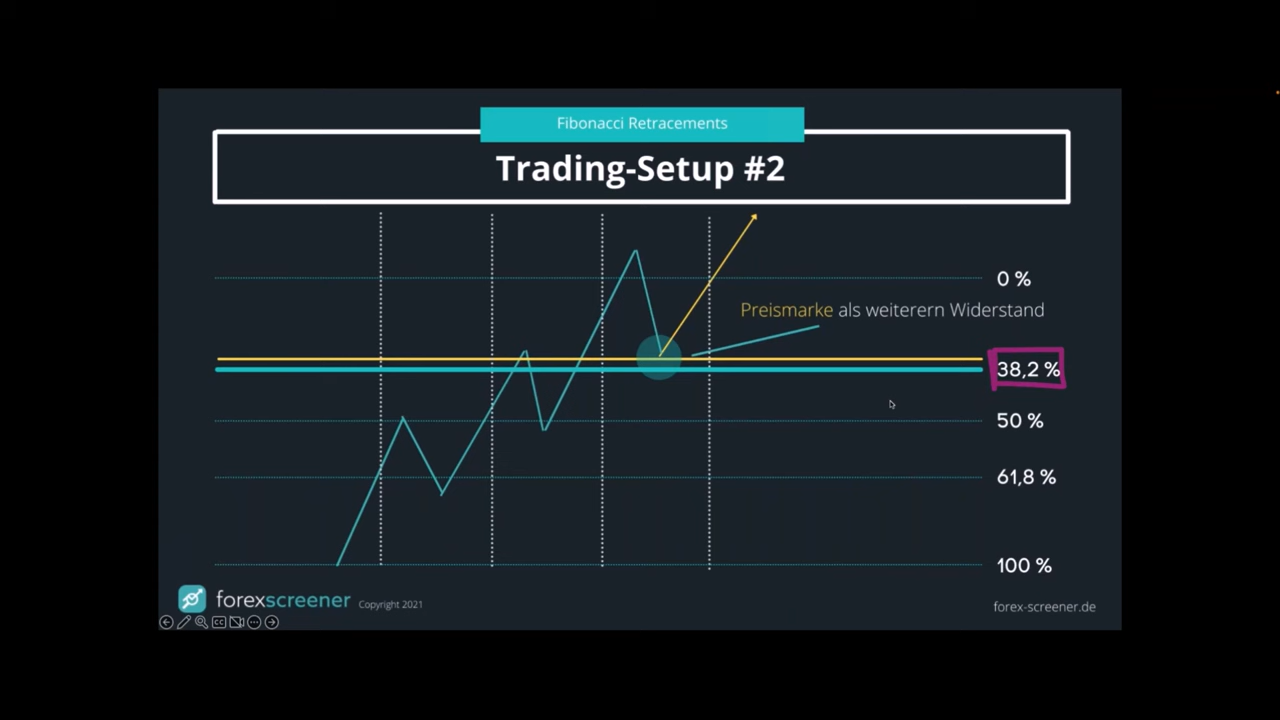 Fibonacci Retracements
Trading-Setup #2
0 %
Preismarke als weiterern Widerstand
38,2 %
50 %
61,8 %
100 %
forexscreener Copyright 2021
forex-screener.de
CC